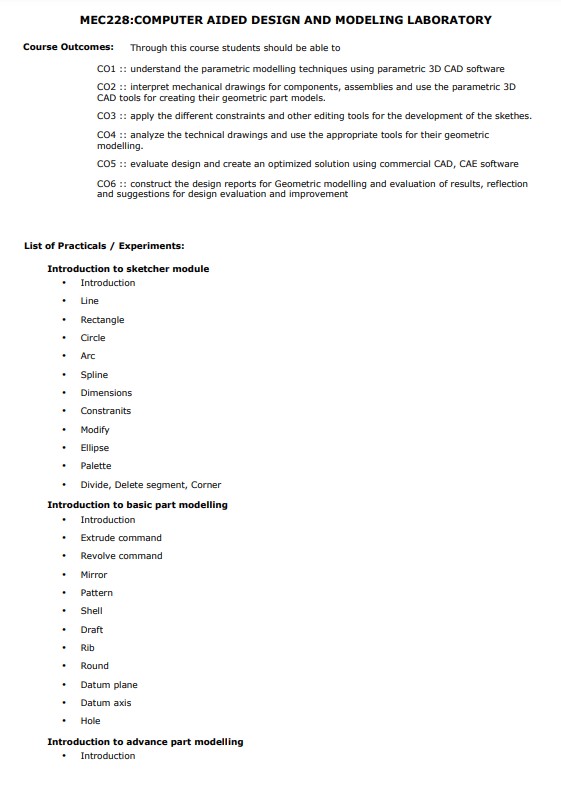 MEC228:COMPUTER AIDED DESIGN AND MODELING LABORATORY
Course Outcomes: Through this course students should be able to
CO1 :: understand the parametric modelling techniques using parametric 3D CAD software
CO2 :: interpret mechanical drawings for components, assemblies and use the parametric 3D
CAD tools for creating their geometric part models.
CO3 :: apply the different constraints and other editing tools for the development of the skethes.
CO4 :: analyze the technical drawings and use the appropriate tools for their geometric
modelling.
CO5 :: evaluate design and create an optimized solution using commercial CAD, CAE software
CO6 :: construct the design reports for Geometric modelling and evaluation of results, reflection
and suggestions for design evaluation and improvement
List of Practicals / Experiments:
Introduction to sketcher module
• Introduction
• Line
• Rectangle
• Circle
• Arc
• Spline
• Dimensions
• Constranits
• Modify
• Ellipse
• Palette
• Divide, Delete segment, Corner
Introduction to basic part modelling
• Introduction
• Extrude command
• Revolve command
• Mirror
• Pattern
• Shell
• Draft
• Rib
• Round
• Datum plane
• Datum axis
• Hole
Introduction to advance part modelling
• Introduction